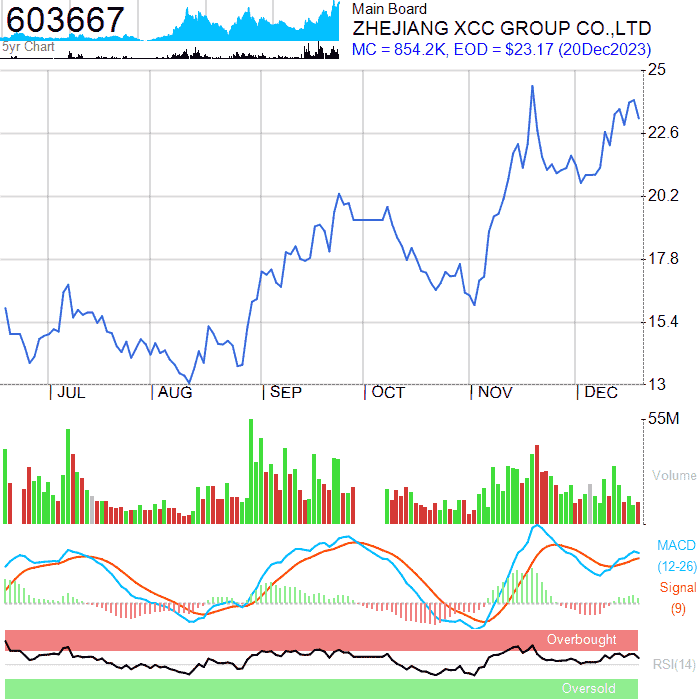 603667
5yr Chart
Main Board
ZHEJIANG XCC GROUP CO.,LTD
MC = 854.2K, EOD = $23.17 (20Dec2023)
25
22.6
20.2
17.8
15.4
13
JUL AUG SEP OCT NOV DEC
55M
Volume
MACD
(12-26)
Signal
(9)
Overbought
RSI(14)
Oversold